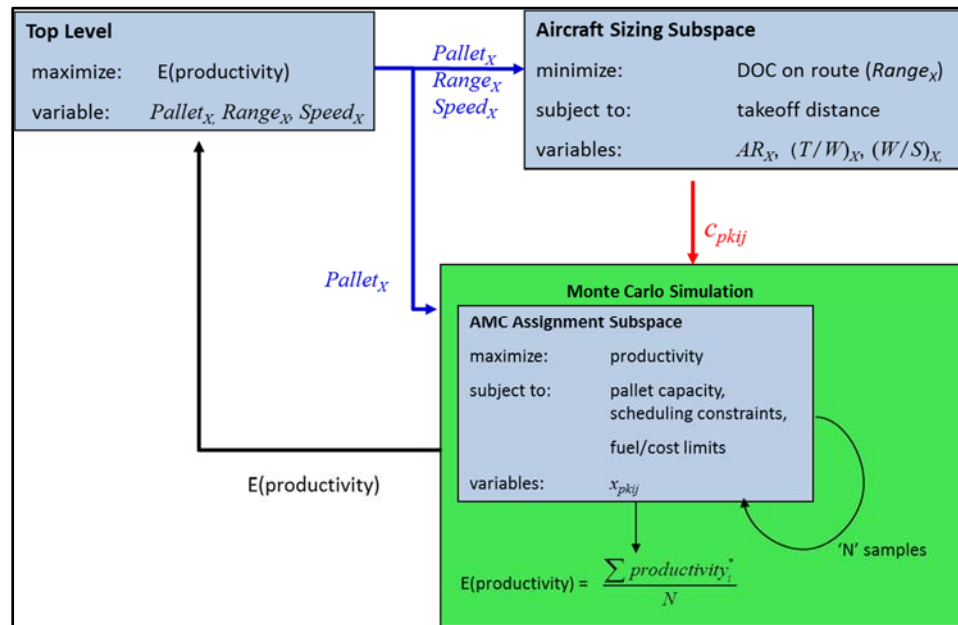 Top Level
maximize: E(productivity)
variable: Pallet_X, Range_X, Speed_X
Pallet_X
Range_X
Speed_X
Aircraft Sizing Subspace
minimize: DOC on route (Range_X)
subject to: takeoff distance
variables: AR_X, (T/W)_X, (W/S)_X,
c_pkij
Pallet_X
Monte Carlo Simulation
AMC Assignment Subspace
maximize: productivity
subject to: pallet capacity,
scheduling constraints,
fuel/cost limits
variables: x_pkij
E(productivity)
'N' samples
E(productivity) = ∑ productivity_i^*
N